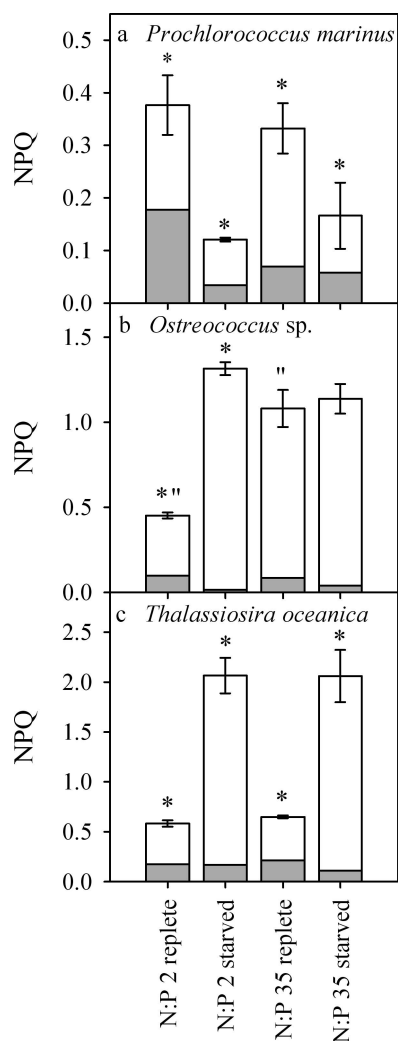 a Prochlorococcus marinus
0.5
*
*
0.4
*
0.3
NPQ
*
0.2
0.1
0.0
b Ostreococcus sp.
1.5
*
"
1.0
NPQ
* "
0.5
0.0
c Thalassiosira oceanica
2.5
*
*
2.0
NPQ
1.5
1.0
*
*
0.5
0.0
N:P 2 replete
N:P 2 starved
N:P 35 replete
N:P 35 starved